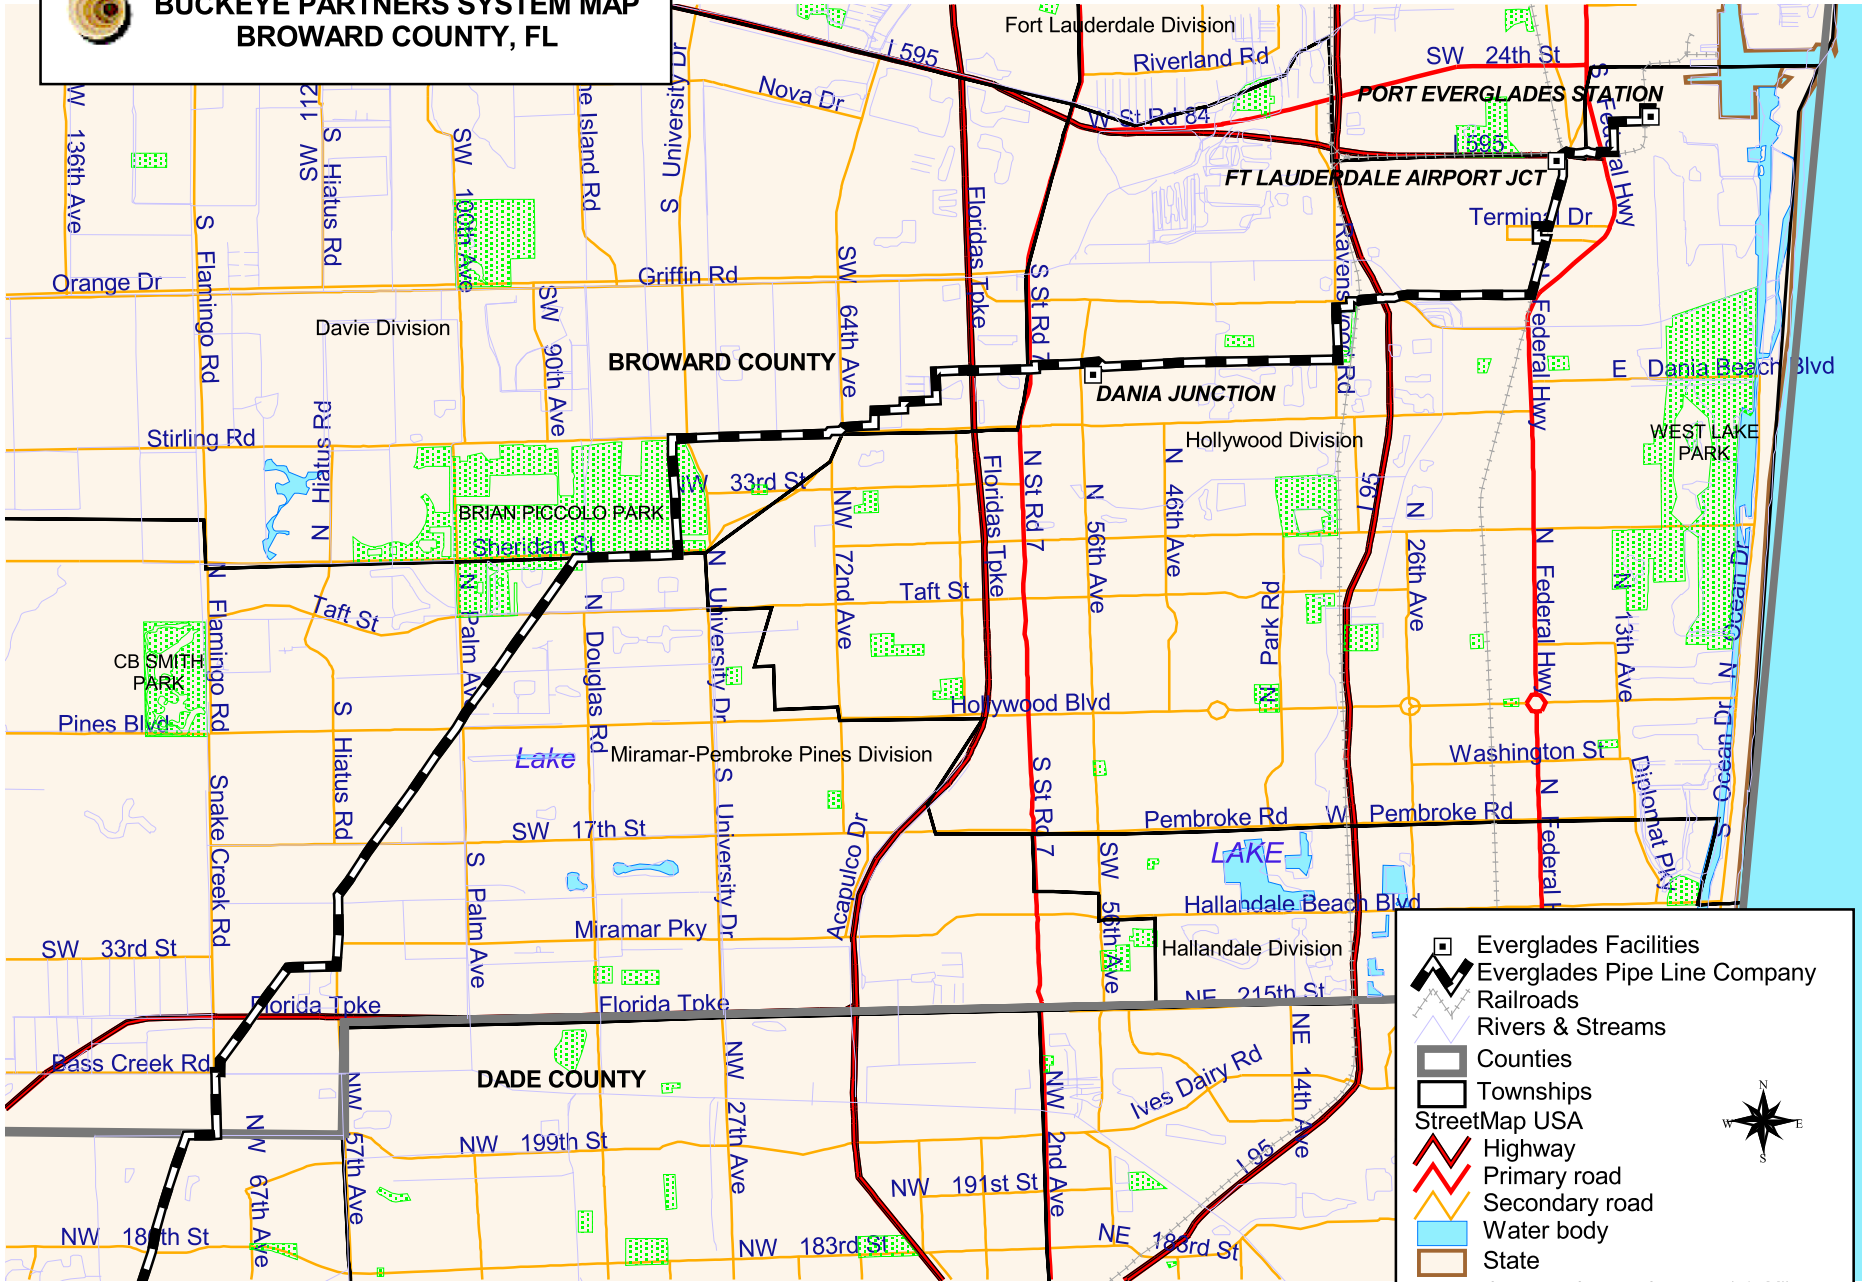 BUCKEYE PARTNERS SYSTEM MAP
BROWARD COUNTY, FL
Fort Lauderdale Division
I 595
Riverland Rd
SW 24th St
Nova Dr
W St Rd 84
PORT EVERGLADES STATION
I 595
FT LAUDERDALE AIRPORT JCT
Terminal Dr
W 136th Ave
SW 112
S Hiatus Rd
SW 100th Ave
ne Island Rd
S University Dr
S Flamingo Rd
Floridas Tpke
S Federal Hwy
Orange Dr
Griffin Rd
SW 64th Ave
S St Rd 7
Ravenswood Rd
Davie Division
SW 90th Ave
BROWARD COUNTY
N Federal Hwy
E Dania Beach Blvd
DANIA JUNCTION
Stirling Rd
N Hiatus Rd
Hollywood Division
WEST LAKE
PARK
NW 33rd St
BRIAN PICCOLO PARK
Sheridan St
Floridas Tpke
N St Rd 7
N 56th Ave
N 46th Ave
I 95
N 26th Ave
NW 72nd Ave
Taft St
Taft St
N Flamingo Rd
N Palm Av
N Douglas Rd
N University Dr
N Park Rd
N Federal Hwy
N 13th Ave
N Ocean Dr
CB SMITH
PARK
Pines Blvd
Hollywood Blvd
S Hiatus Rd
Lake
Miramar-Pembroke Pines Division
Washington St
S Ocean Dr
Diplomat Pky
Snake Creek Rd
S University Dr
S St Rd 7
SW 17th St
Acapulco Dr
Pembroke Rd
W Pembroke Rd
N Federal H
LAKE
S Palm Ave
SW 56th Ave
Hallandale Beach Blvd
SW 33rd St
Miramar Pky
Hallandale Division
Florida Tpke
Florida Tpke
NE 215th St
Bass Creek Rd
DADE COUNTY
NW 57th Ave
NW 67th Ave
NW 27th Ave
NW 2nd Ave
Ives Dairy Rd
NE 14th Ave
NW 199th St
I 95
NW 191st St
NW 186th St
NW 183rd St
NE 183rd St
Everglades Facilities
Everglades Pipe Line Company
Railroads
Rivers & Streams
Counties
Townships
StreetMap USA
Highway
Primary road
Secondary road
Water body
State
N
W E
S